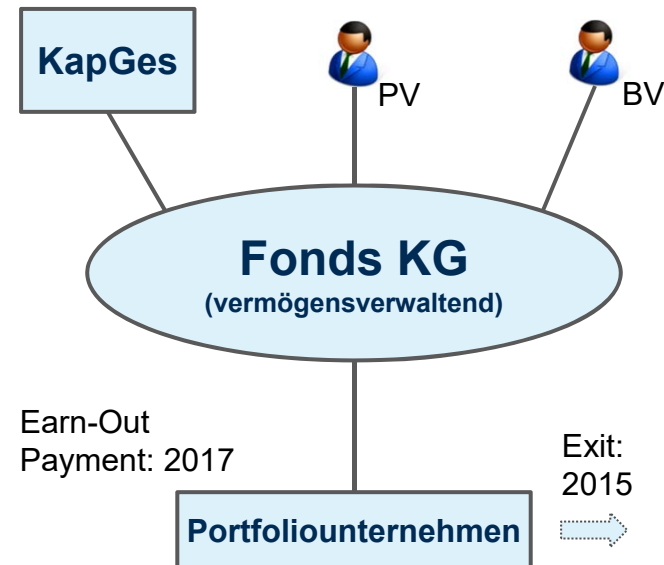 KapGes
PV
BV
Fonds KG
(vermögensverwaltend)
Earn-Out
Payment: 2017
Exit:
2015
Portfoliounternehmen